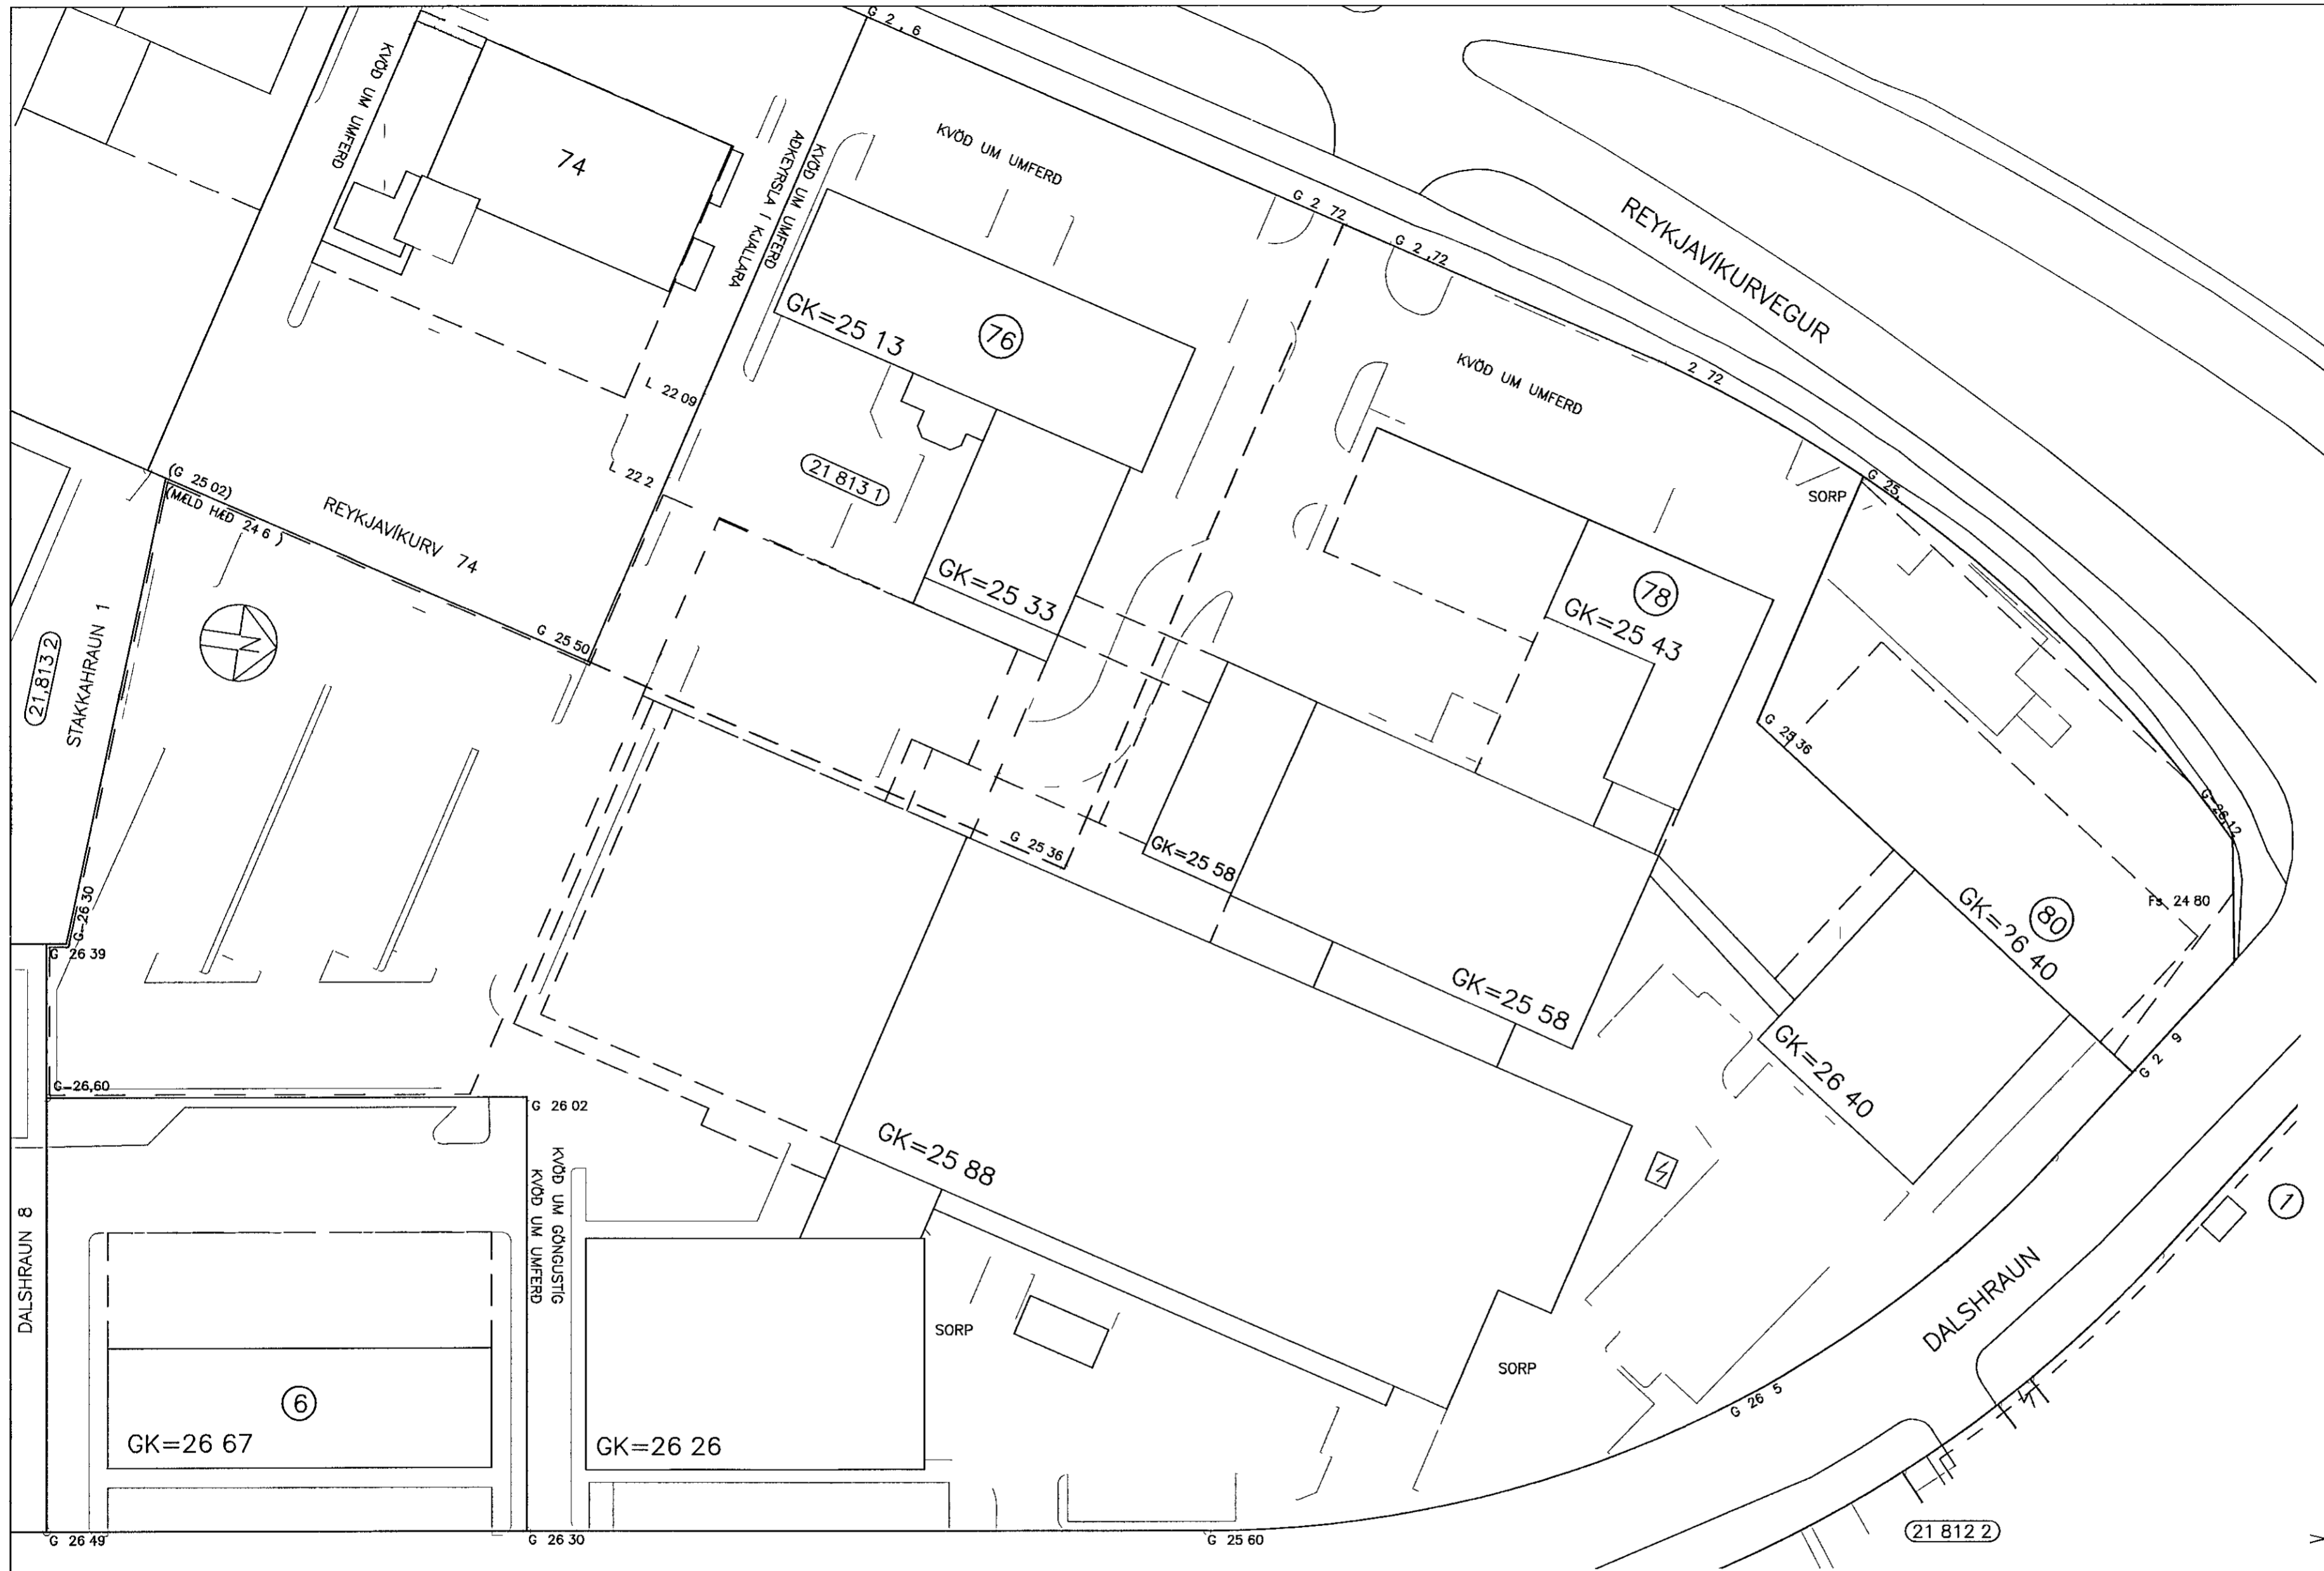 G 2 , 6
KVÖÐ UM UMFERÐ
74
AÐKEYRSLA Í KJALLARA
KVÖÐ UM UMFERÐ
KVÖÐ UM UMFERÐ
G 2 72
G 2 ,72
REYKJAVÍKURVEGUR
GK=25 13
76
2 72
KVÖÐ UM UMFERÐ
L 22 09
L 22 2
21 813 1
(G 25 02)
(MÆLD HÆÐ 24 6 )
REYKJAVÍKURV 74
SORP
G 25,
GK=25 33
78
GK=25 43
G 25 50
21,813 2
STAKKAHRAUN 1
G 25 36
G-26,12
G 25 36
GK=25 58
G-26 30
G 26 39
Fs 24 80
80
GK=26 40
GK=25 58
GK=26 40
G 2 9
G-26,60
G 26 02
GK=25 88
KVÖÐ UM GÖNGUSTÍG
KVÖÐ UM UMFERÐ
1
DALSHRAUN 8
DALSHRAUN
SORP
SORP
6
G 26 5
GK=26 67
GK=26 26
21 812 2
G 26 49
G 26 30
G 25 60